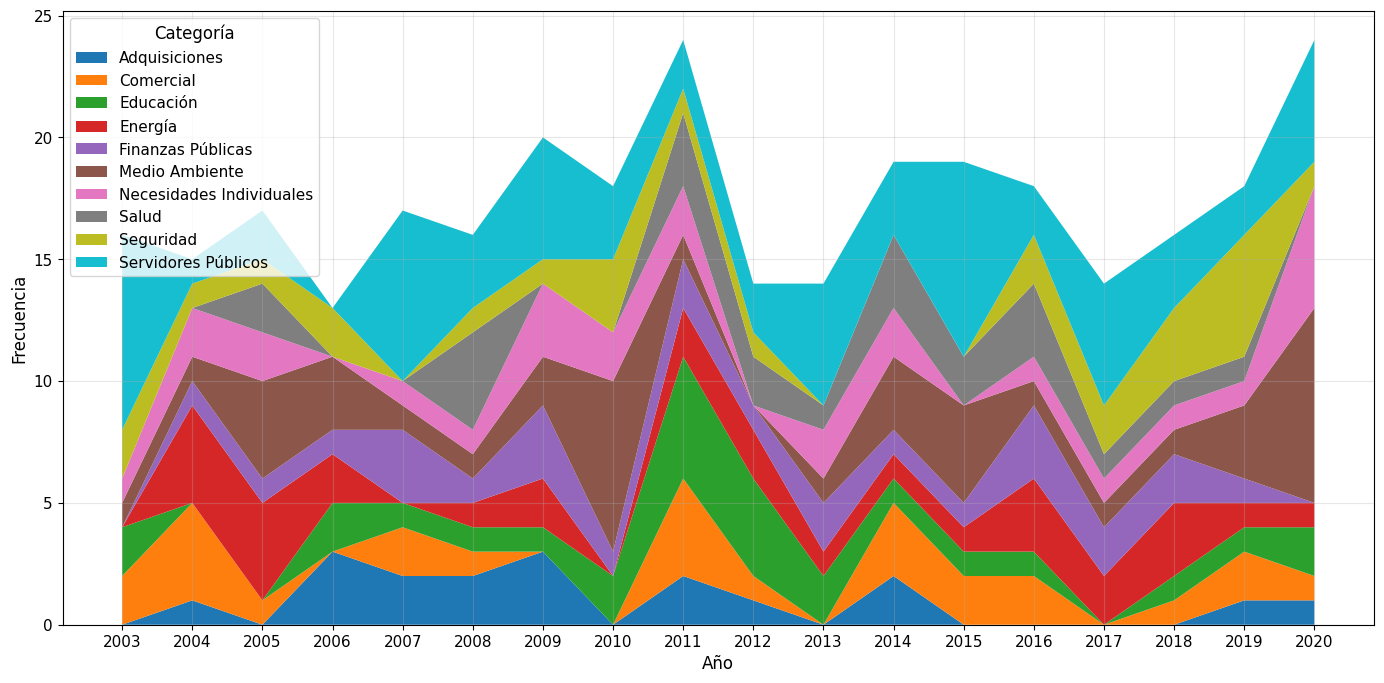 Categoría
Adquisiciones
Comercial
Educación
Energía
Finanzas Públicas
Medio Ambiente
Necesidades Individuales
Salud
Seguridad
Servidores Públicos
Frecuencia
25
20
15
10
5
0
2003 2004 2005 2006 2007 2008 2009 2010 2011 2012 2013 2014 2015 2016 2017 2018 2019 2020
Año